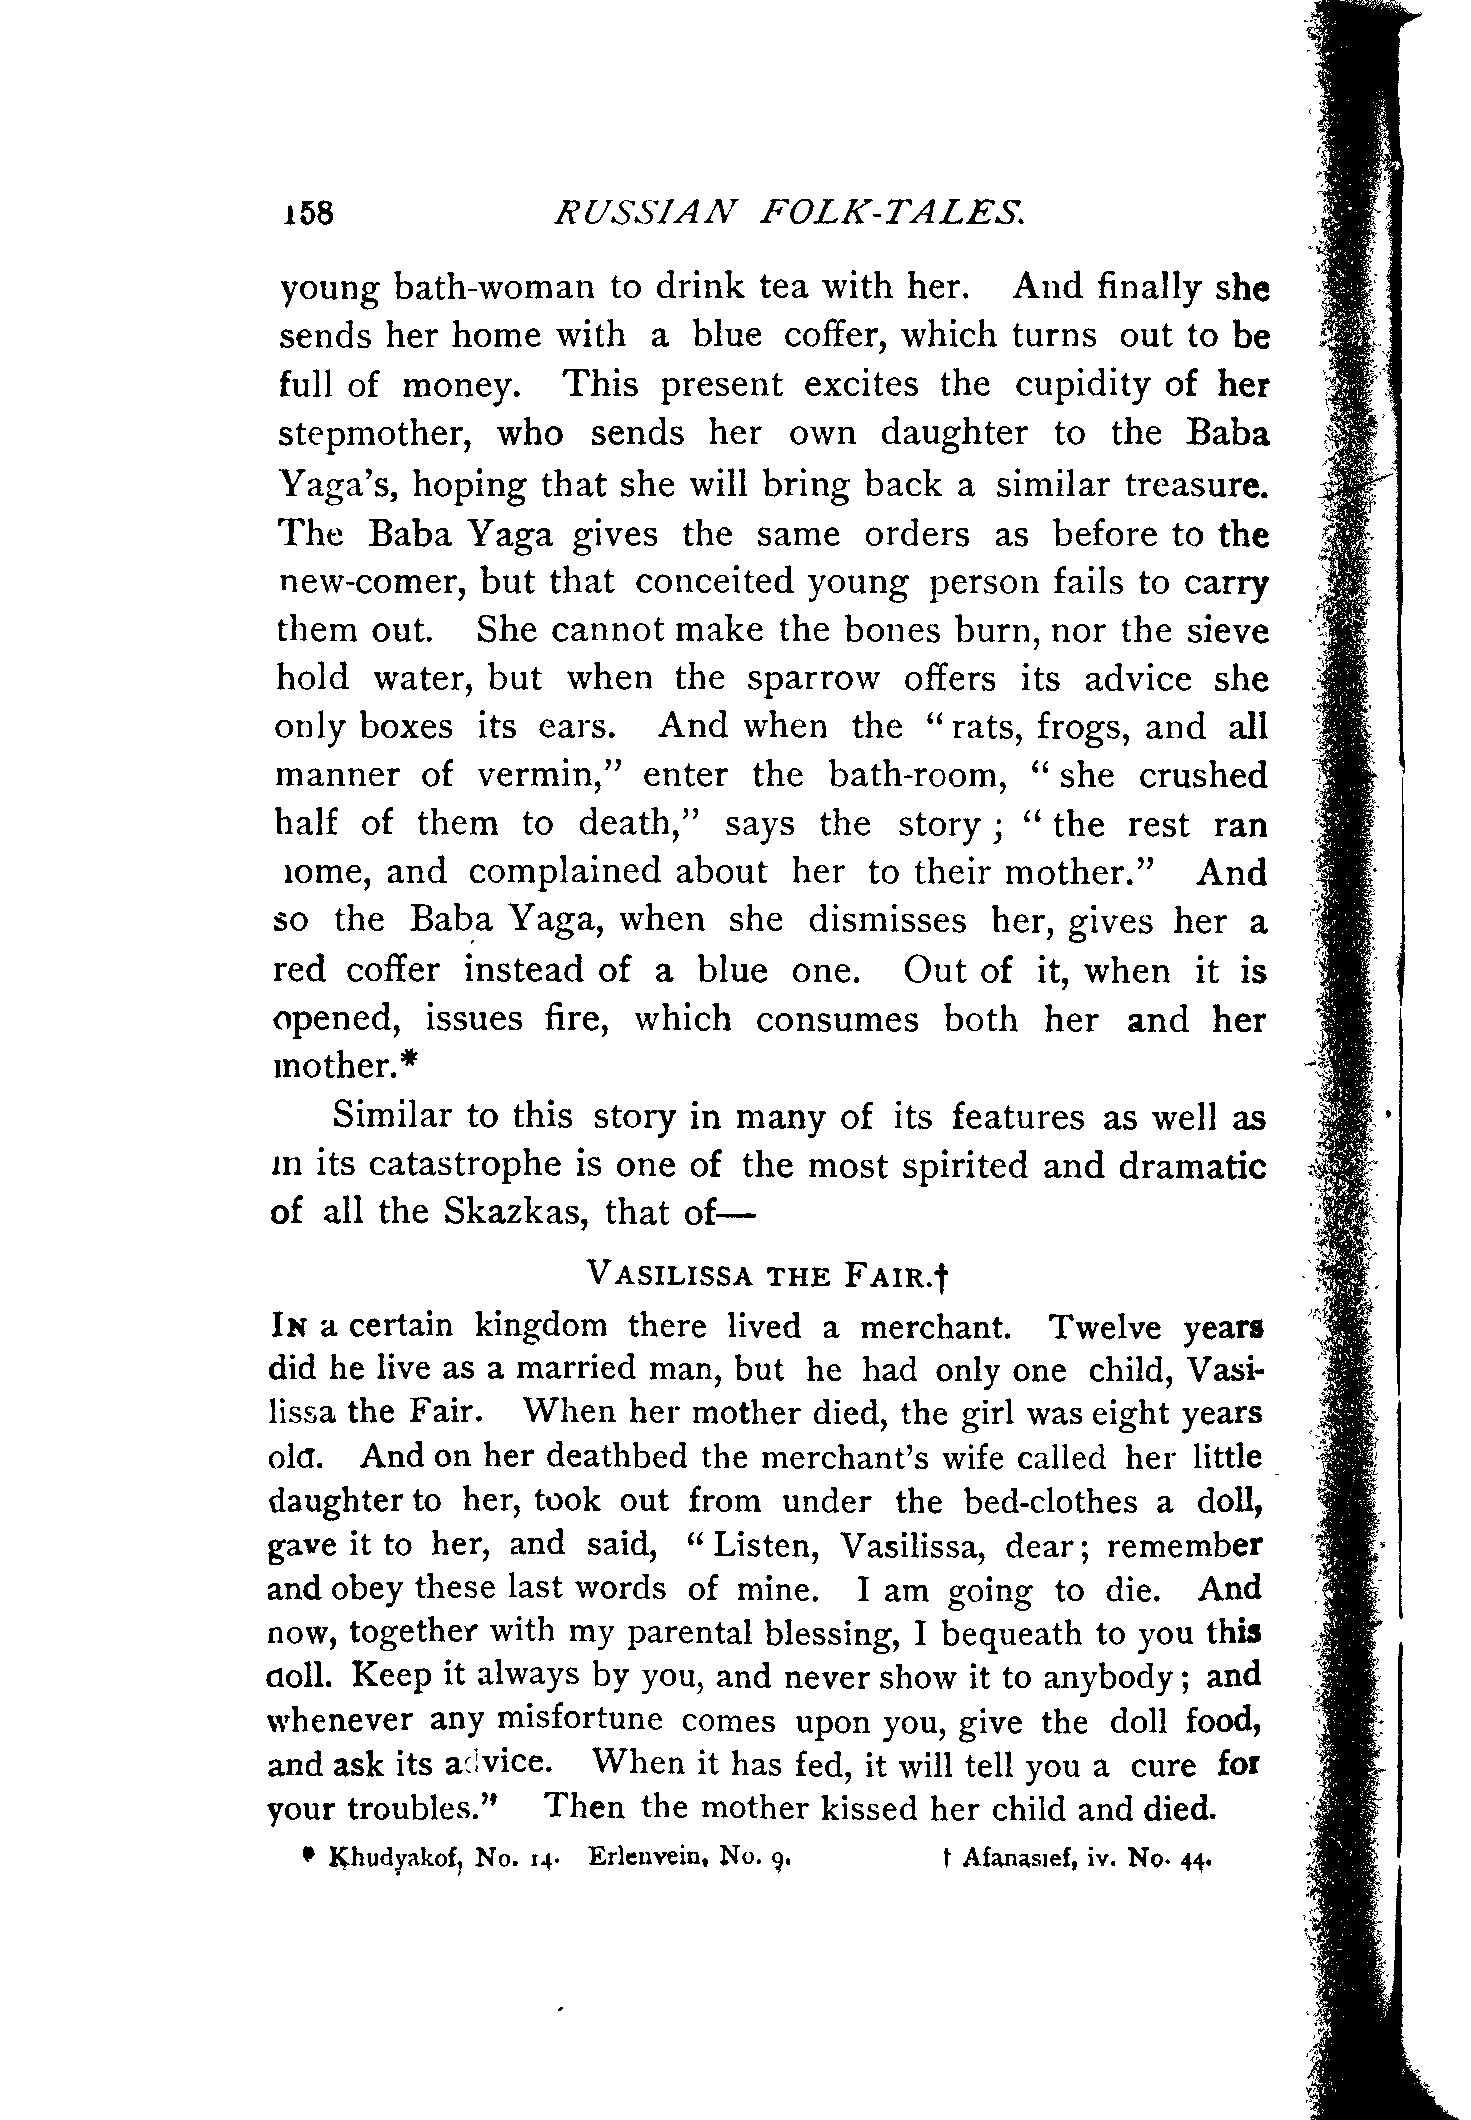 158 RUSSIAN FOLK-TALES.
young bath-woman to drink tea with her. And finally she
sends her home with a blue coffer, which turns out to be
full of money. This present excites the cupidity of her
stepmother, who sends her own daughter to the Baba
Yaga's, hoping that she will bring back a similar treasure.
The Baba Yaga gives the same orders as before to the
new-comer, but that conceited young person fails to carry
them out. She cannot make the bones burn, nor the sieve
hold water, but when the sparrow offers its advice she
only boxes its ears. And when the “rats, frogs, and all
manner of vermin,” enter the bath-room, “she crushed
half of them to death,” says the story; “the rest ran
home, and complained about her to their mother.” And
so the Baba Yaga, when she dismisses her, gives her a
red coffer instead of a blue one. Out of it, when it is
opened, issues fire, which consumes both her and her
mother.*
Similar to this story in many of its features as well as
in its catastrophe is one of the most spirited and dramatic
of all the Skazkas, that of—
VASILISSA THE FAIR.†
IN a certain kingdom there lived a merchant. Twelve years
did he live as a married man, but he had only one child, Vasi-
lissa the Fair. When her mother died, the girl was eight years
old. And on her deathbed the merchant's wife called her little
daughter to her, took out from under the bed-clothes a doll,
gave it to her, and said, “Listen, Vasilissa, dear; remember
and obey these last words of mine. I am going to die. And
now, together with my parental blessing, I bequeath to you this
doll. Keep it always by you, and never show it to anybody; and
whenever any misfortune comes upon you, give the doll food,
and ask its advice. When it has fed, it will tell you a cure for
your troubles.” Then the mother kissed her child and died.
* Khudyakof, No. 14. Erlenvein, No. 9. † Afanasief, iv. No. 44.